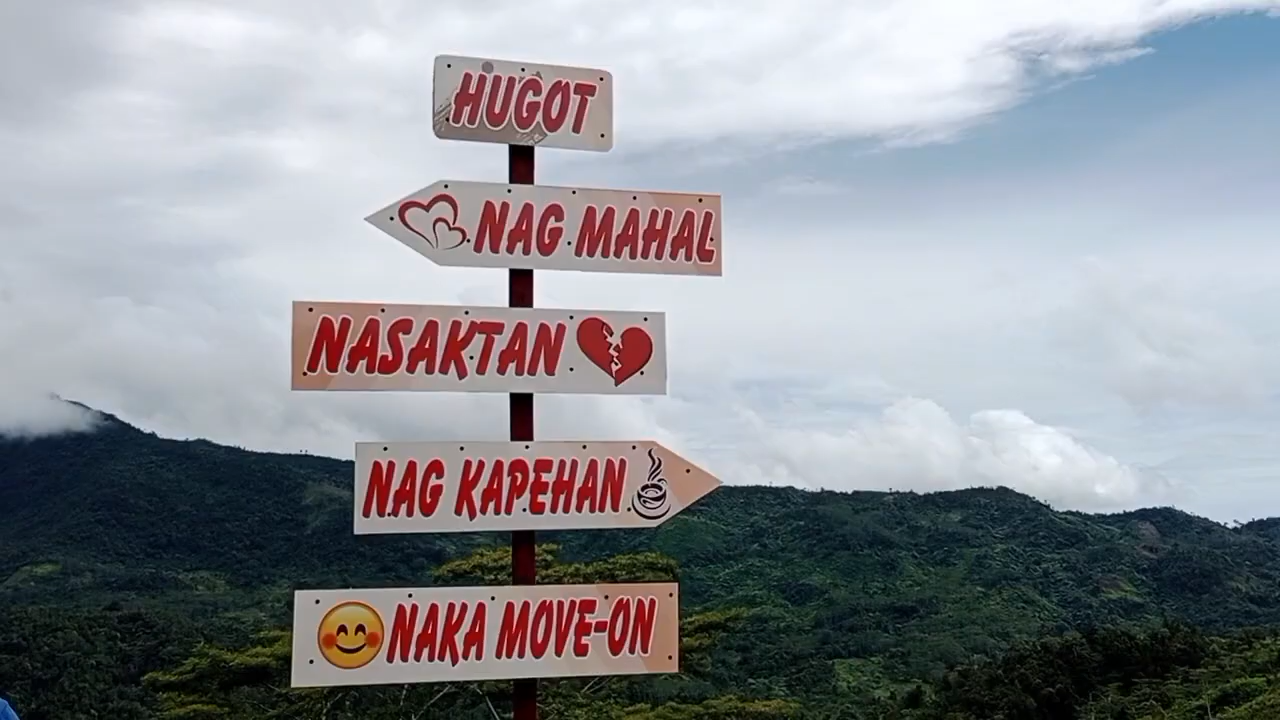 HUGOT
NAG MAHAL
NASAKTAN
NAG KAPEHAN
NAKA MOVE-ON